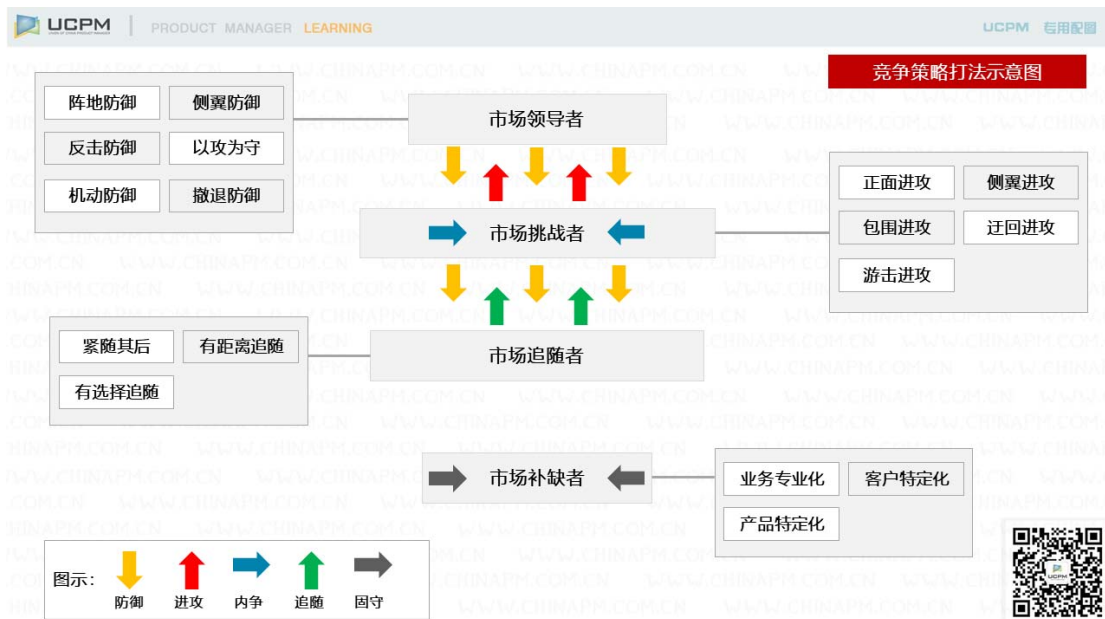 UCPM
PRODUCT MANAGER LEARNING
UCPM 专用配图
竞争策略打法示意图
阵地防御 侧翼防御
反击防御 以攻为守
机动防御 撤退防御
市场领导者
正面进攻 侧翼进攻
包围进攻 迂回进攻
游击进攻
市场挑战者
紧随其后 有距离追随
有选择追随
市场追随者
市场补缺者
业务专业化 客户特定化
产品特定化
图示：
防御 进攻 内争 追随 固守
WWW.CHINAPM.COM.CN
UCPM